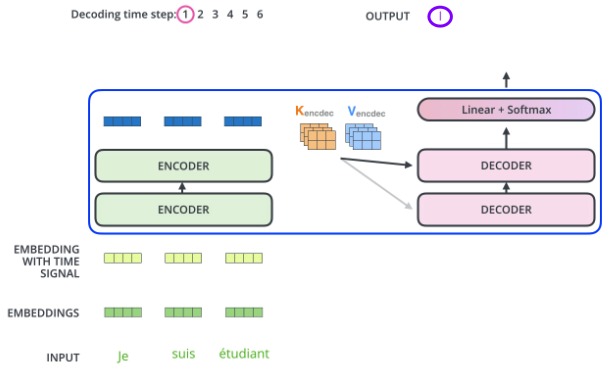 Decoding time step: 1 2 3 4 5 6
OUTPUT I
Kencdec Vencdec
Linear + Softmax
ENCODER
DECODER
ENCODER
DECODER
EMBEDDING
WITH TIME
SIGNAL
EMBEDDINGS
INPUT Je suis étudiant